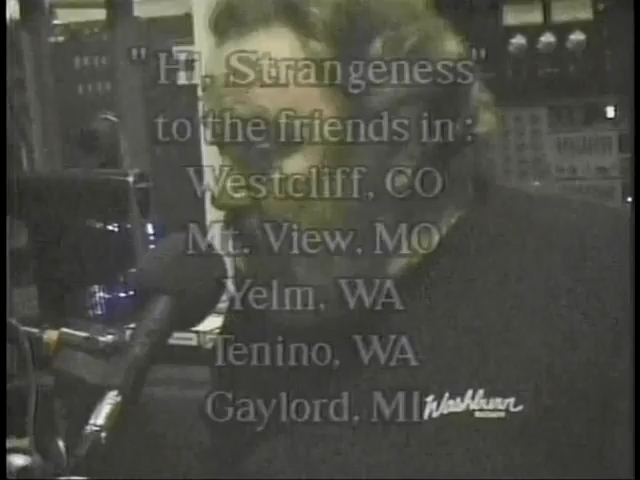 "Hi, Strangeness"
to the friends in :
Westcliff, CO
Mt. View, MO
Yelm, WA
Tenino, WA
Gaylord, MI
Washburn